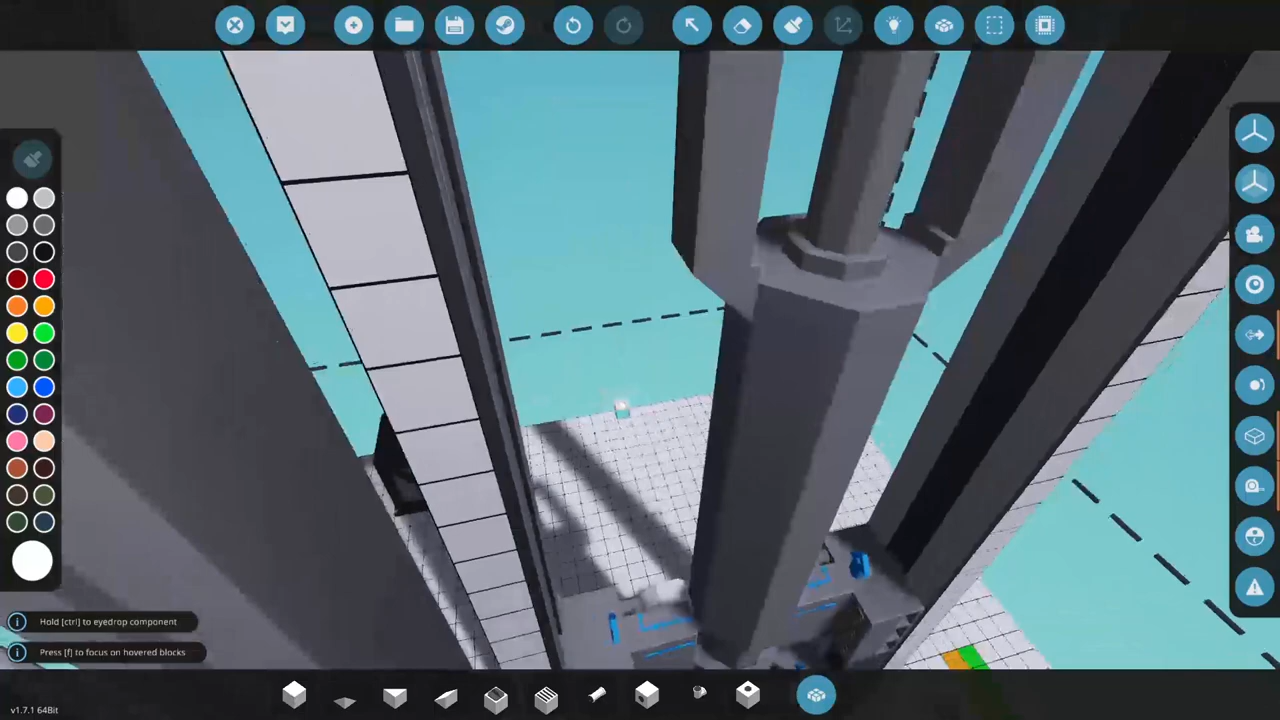 Hold [ctrl] to eyedrop component
Press [f] to focus on hovered blocks
v1.7.1 64Bit